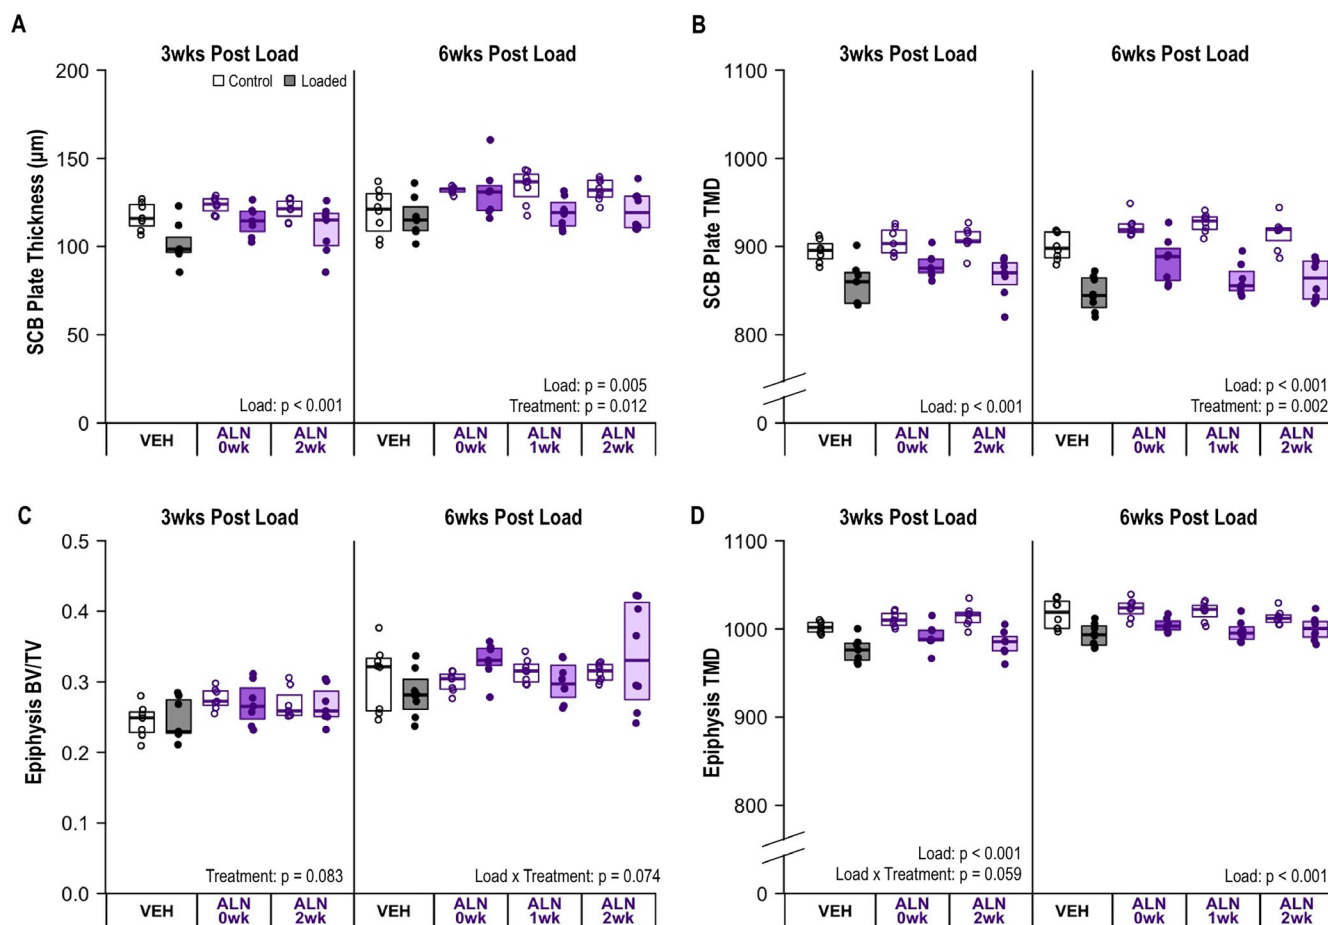 A
3wks Post Load
6wks Post Load
Control
Loaded
SCB Plate Thickness (µm)
200
150
100
50
0
Load: p < 0.001
Load: p = 0.005
Treatment: p = 0.012
VEH
ALN
0wk
ALN
2wk
VEH
ALN
0wk
ALN
1wk
ALN
2wk
B
3wks Post Load
6wks Post Load
SCB Plate TMD
1100
1000
900
800
0
Load: p < 0.001
Load: p < 0.001
Treatment: p = 0.002
VEH
ALN
0wk
ALN
2wk
VEH
ALN
0wk
ALN
1wk
ALN
2wk
C
3wks Post Load
6wks Post Load
Epiphysis BV/TV
0.5
0.4
0.3
0.2
0.1
0.0
Treatment: p = 0.083
Load x Treatment: p = 0.074
VEH
ALN
0wk
ALN
2wk
VEH
ALN
0wk
ALN
1wk
ALN
2wk
D
3wks Post Load
6wks Post Load
Epiphysis TMD
1100
1000
900
800
0
Load: p < 0.001
Load x Treatment: p = 0.059
Load: p < 0.001
VEH
ALN
0wk
ALN
2wk
VEH
ALN
0wk
ALN
1wk
ALN
2wk